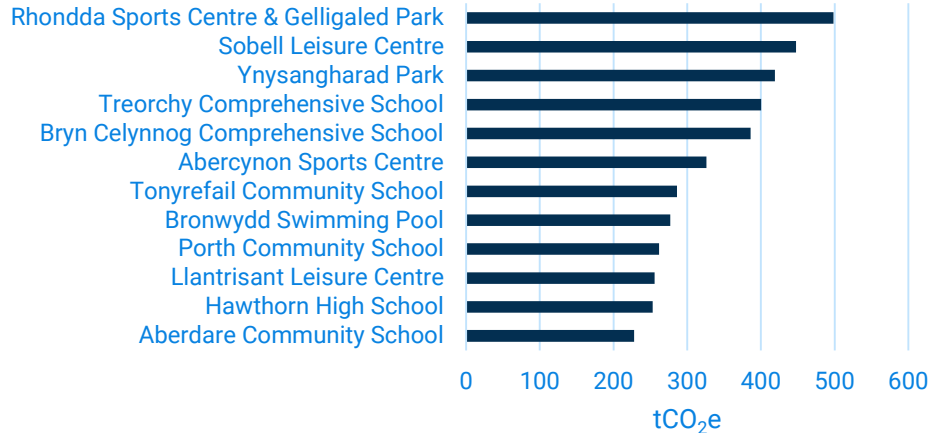 Rhondda Sports Centre & Gelligaled Park
Sobell Leisure Centre
Ynysangharad Park
Treorchy Comprehensive School
Bryn Celynnog Comprehensive School
Abercynon Sports Centre
Tonyrefail Community School
Bronwydd Swimming Pool
Porth Community School
Llantrisant Leisure Centre
Hawthorn High School
Aberdare Community School
0 100 200 300 400 500 600
tCO₂e